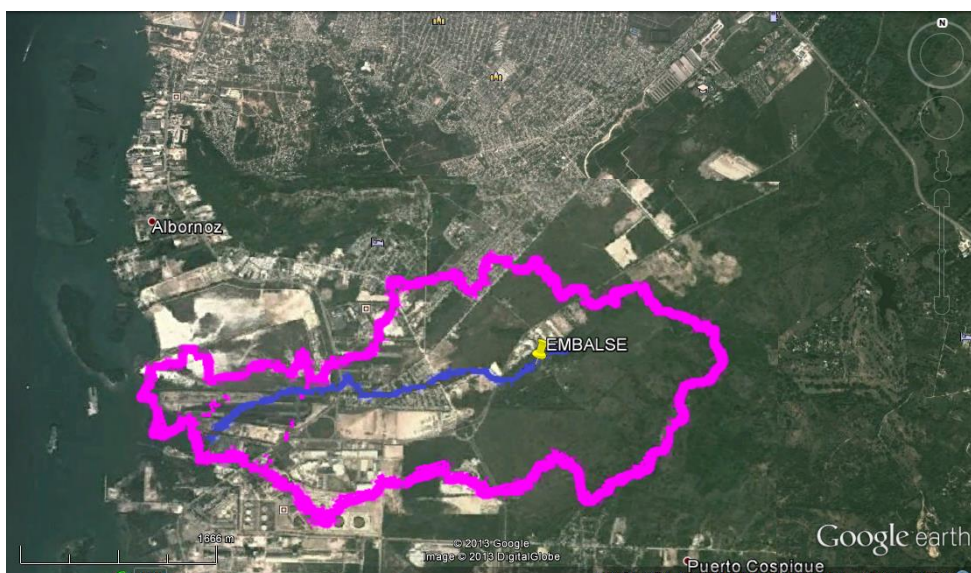 N
Albornoz
EMBALSE
1666 m
© 2013 Google
Image © 2013 DigitalGlobe
Google earth
Puerto Cospique